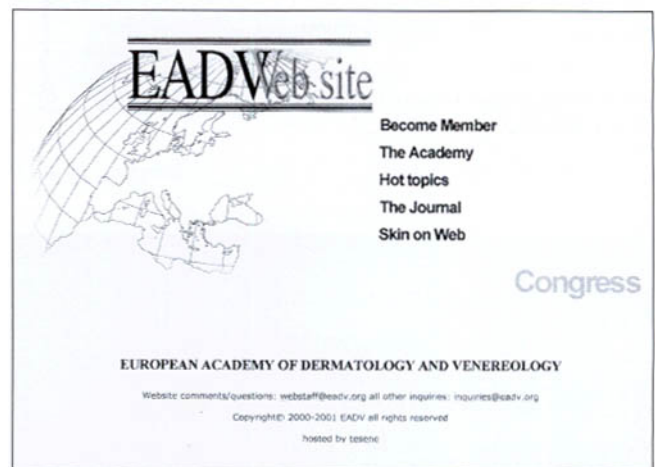 EADVWeb site
Become Member
The Academy
Hot topics
The Journal
Skin on Web
Congress
EUROPEAN ACADEMY OF DERMATOLOGY AND VENEREOLOGY
Website comments/questions: webstaff@eadv.org all other inquiries: inquiries@eadv.org
Copyright© 2000-2001 EADV all rights reserved
hosted by tesene